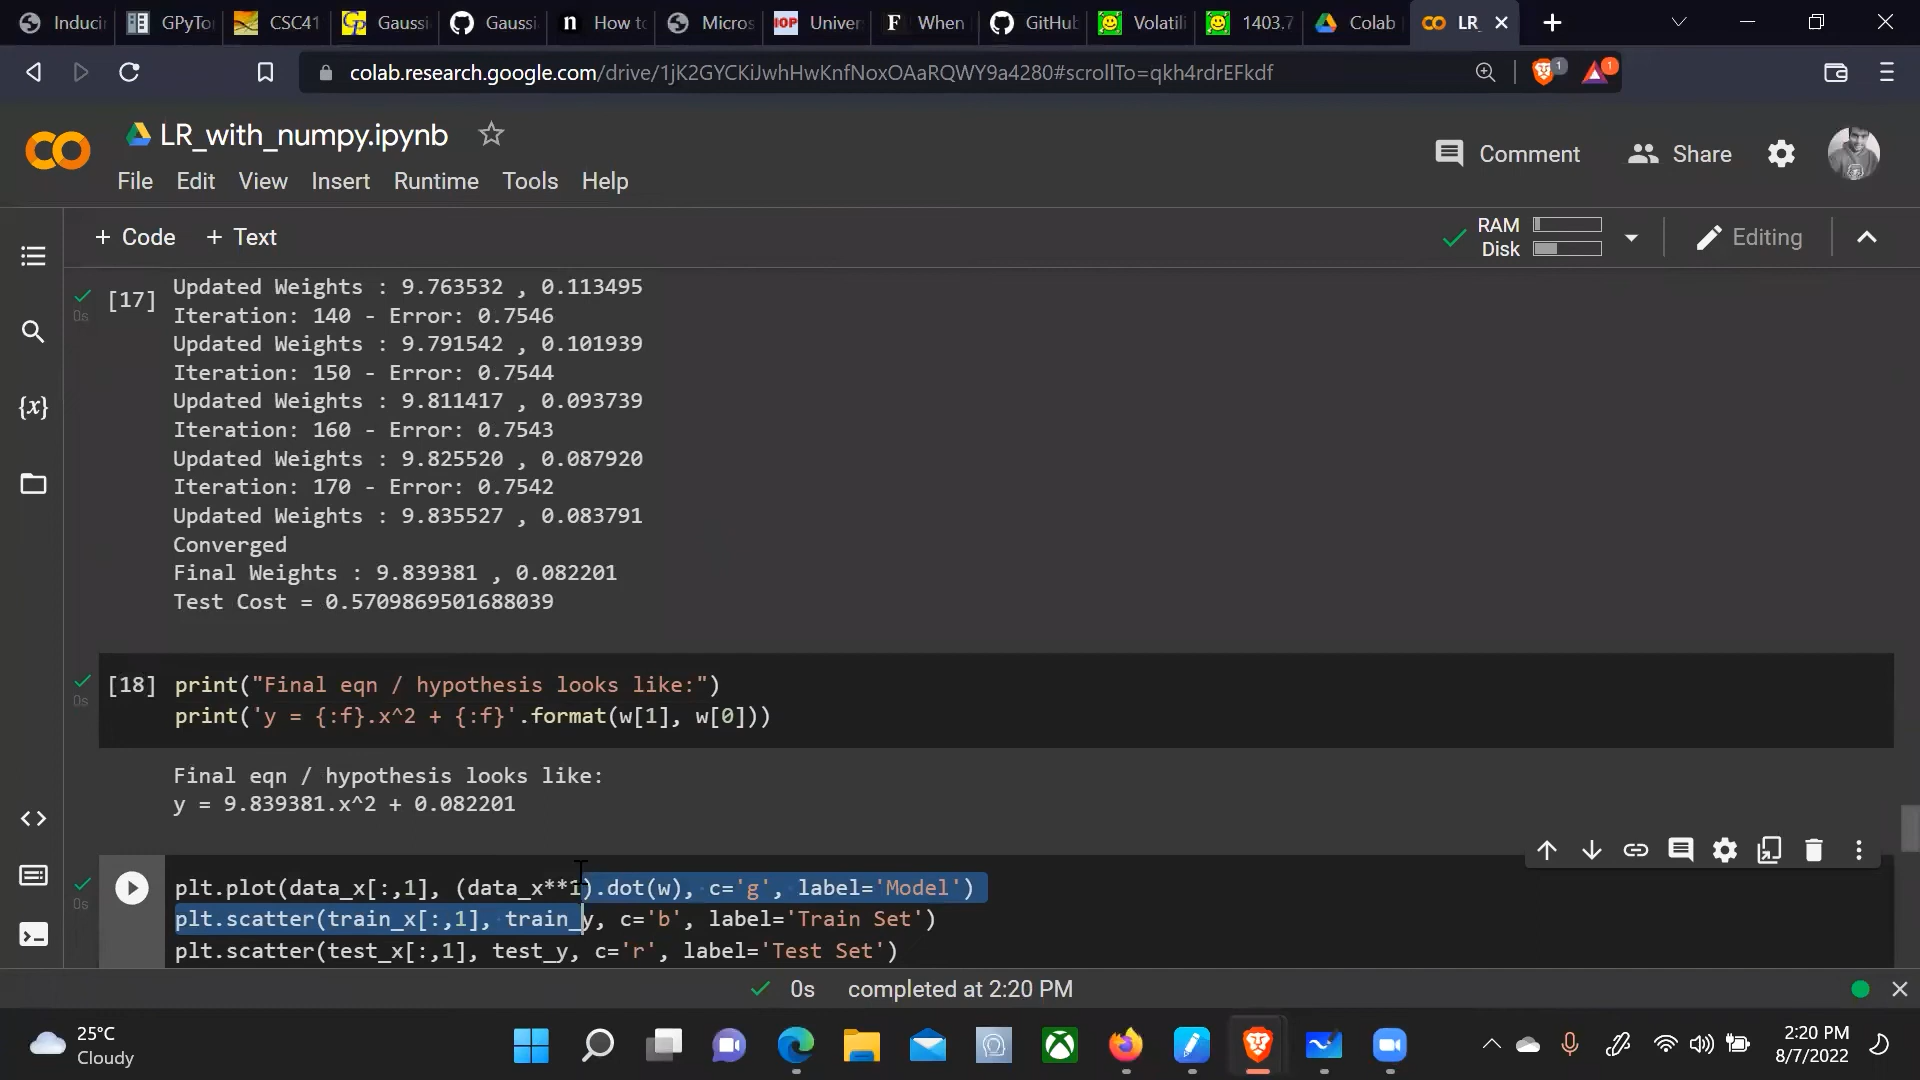 Induci
GPyTo
CSC41
Gaussi
Gaussi
How to
Micros
Univer
When
GitHub
Volatili
1403.7
Colab
LR_
colab.research.google.com/drive/1jK2GYCKiJwhHwKnfNoxOAaRQWY9a4280#scrollTo=qkh4rdrEFkdf
1
1
LR_with_numpy.ipynb
Comment
Share
File Edit View Insert Runtime Tools Help
+ Code + Text
RAM
Disk
Editing
[17]
0s
Updated Weights : 9.763532 , 0.113495
Iteration: 140 - Error: 0.7546
Updated Weights : 9.791542 , 0.101939
Iteration: 150 - Error: 0.7544
Updated Weights : 9.811417 , 0.093739
Iteration: 160 - Error: 0.7543
Updated Weights : 9.825520 , 0.087920
Iteration: 170 - Error: 0.7542
Updated Weights : 9.835527 , 0.083791
Converged
Final Weights : 9.839381 , 0.082201
Test Cost = 0.5709869501688039
[18]
0s
print("Final eqn / hypothesis looks like:")
print('y = {:f}.x^2 + {:f}'.format(w[1], w[0]))
Final eqn / hypothesis looks like:
y = 9.839381.x^2 + 0.082201
0s
plt.plot(data_x[:,1], (data_x**1).dot(w), c='g', label='Model')
plt.scatter(train_x[:,1], train_y, c='b', label='Train Set')
plt.scatter(test_x[:,1], test_y, c='r', label='Test Set')
0s completed at 2:20 PM
25°C
Cloudy
2:20 PM
8/7/2022